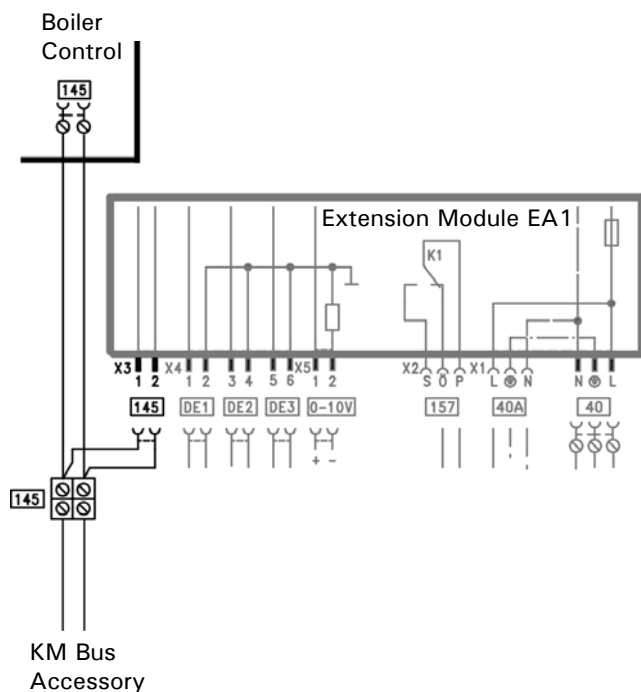 Boiler
Control
145
Extension Module EA1
K1
X3 1 2 X4 1 2 3 4 5 6 X5 1 2 X2 S Ö P X1 L N N L
145 DE1 DE2 DE3 0-10V 157 40A 40
+ -
145
KM Bus
Accessory